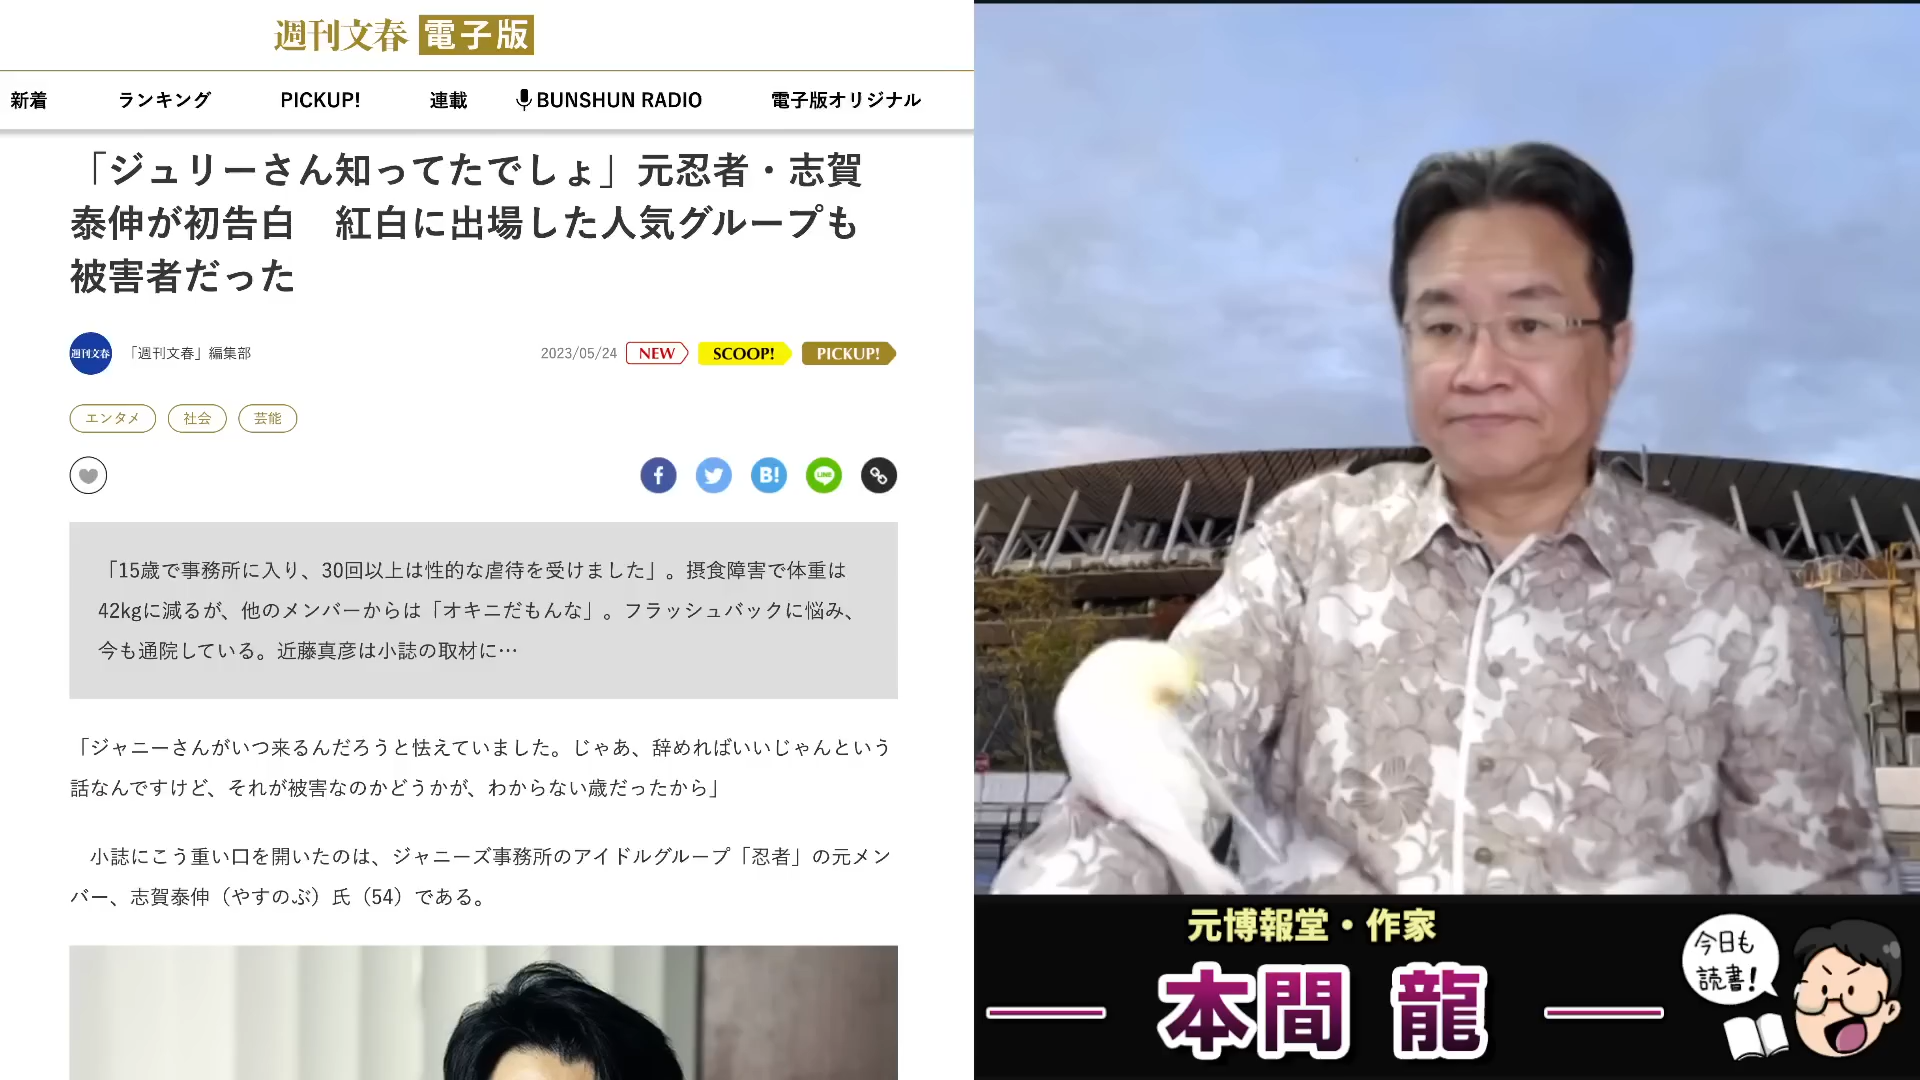 週刊文春 電子版
新着 ランキング PICKUP! 連載 BUNSHUN RADIO 電子版オリジナル
「ジュリーさん知ってたでしょ」元忍者・志賀
泰伸が初告白　紅白に出場した人気グループも
被害者だった
週刊文春 「週刊文春」編集部 2023/05/24 NEW SCOOP! PICKUP!
エンタメ 社会 芸能
f B! LINE
「15歳で事務所に入り、30回以上は性的な虐待を受けました」。摂食障害で体重は
42kgに減るが、他のメンバーからは「オキニだもんな」。フラッシュバックに悩み、
今も通院している。近藤真彦は小誌の取材に…
「ジャニーさんがいつ来るんだろうと怯えていました。じゃあ、辞めればいいじゃんという
話なんですけど、それが被害なのかどうかが、わからない歳だったから」
小誌にこう重い口を開いたのは、ジャニーズ事務所のアイドルグループ「忍者」の元メン
バー、志賀泰伸（やすのぶ）氏（54）である。
元博報堂・作家
本間 龍
今日も
読書!